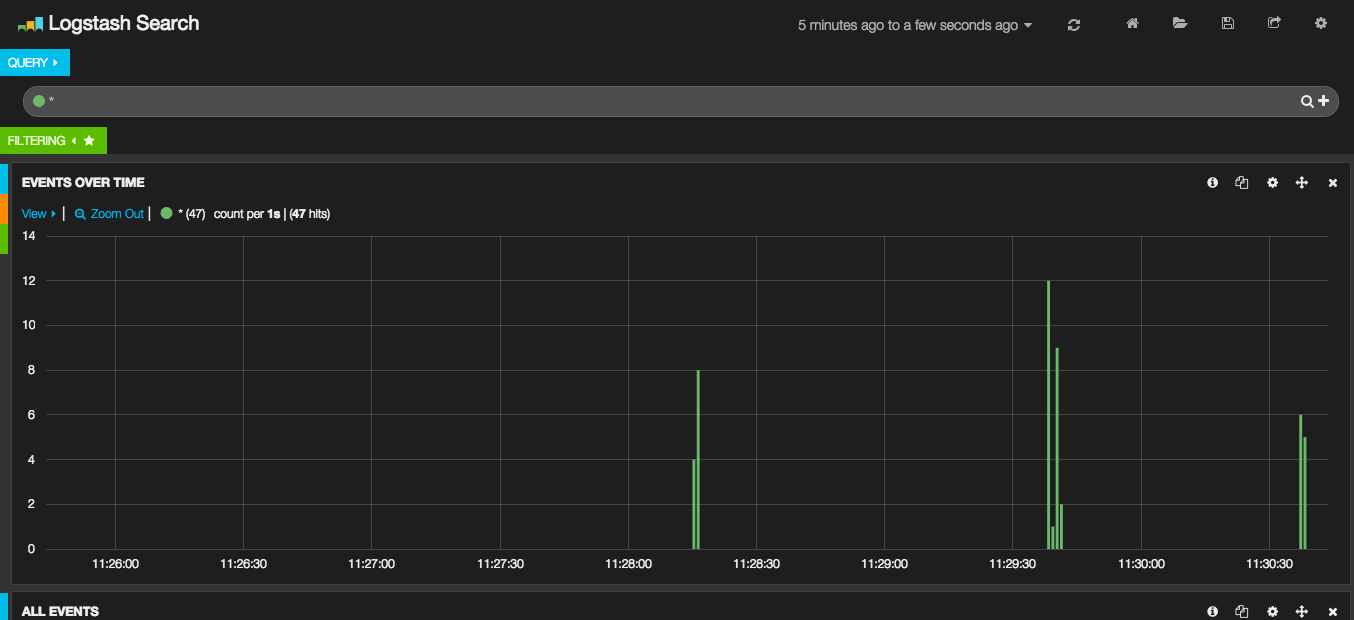 Logstash Search
5 minutes ago to a few seconds ago
QUERY
*
FILTERING
EVENTS OVER TIME
View | Zoom Out | * (47) count per 1s | (47 hits)
14
12
10
8
6
4
2
0
11:26:00 11:26:30 11:27:00 11:27:30 11:28:00 11:28:30 11:29:00 11:29:30 11:30:00 11:30:30
ALL EVENTS